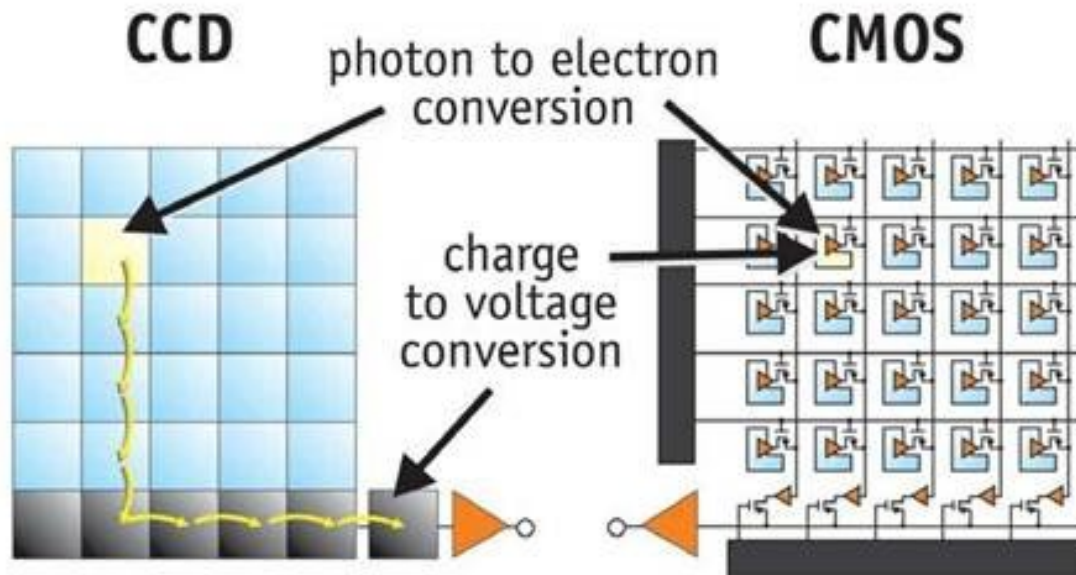 CCD
CMOS
photon to electron
conversion
charge
to voltage
conversion